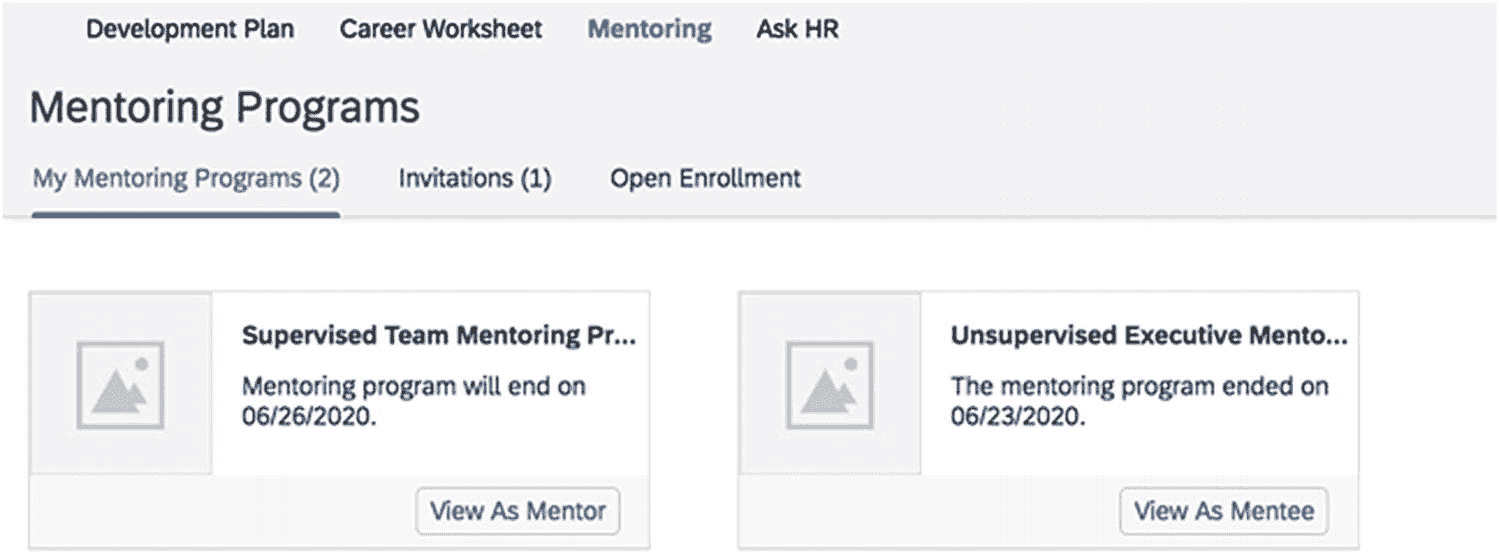 Development Plan Career Worksheet Mentoring Ask HR
Mentoring Programs
My Mentoring Programs (2) Invitations (1) Open Enrollment
Supervised Team Mentoring Pr...
Mentoring program will end on
06/26/2020.
View As Mentor
Unsupervised Executive Mento...
The mentoring program ended on
06/23/2020.
View As Mentee